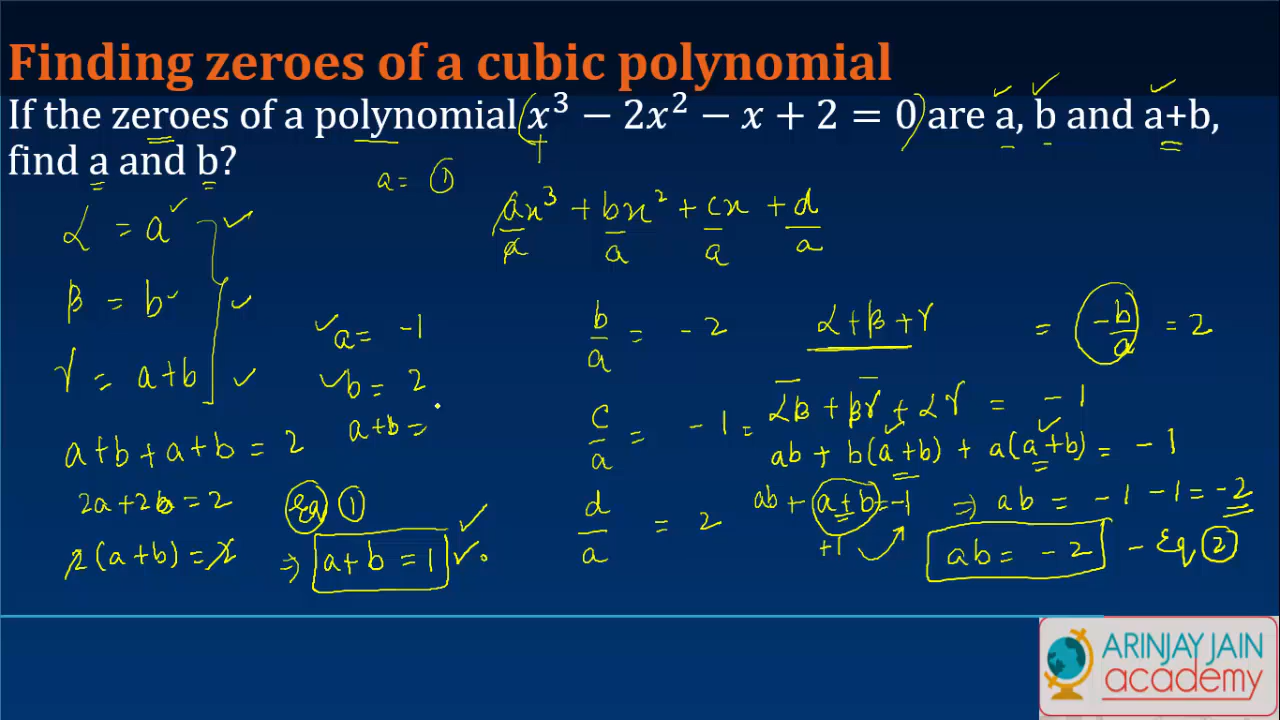 Finding zeroes of a cubic polynomial
If the zeroes of a polynomial (x³ − 2x² − x + 2 = 0) are a, b and a+b,
find a and b?
a = ①
ax³/a + bx²/a + cx/a + d/a
α = a
β = b
γ = a+b
a+b+a+b = 2
2a+2b = 2
2(a+b) = 2
Eq ①
⇒ a+b = 1
a = -1
b = 2
a+b =
b/a = -2
α+β+γ = -b/a = 2
c/a = -1 = αβ + βγ + αγ = -1
ab + b(a+b) + a(a+b) = -1
d/a = 2
ab + (a+b) = -1 ⇒ ab = -1 -1 = -2
+1
ab = -2 - Eq ②
ARINJAY JAIN
academy